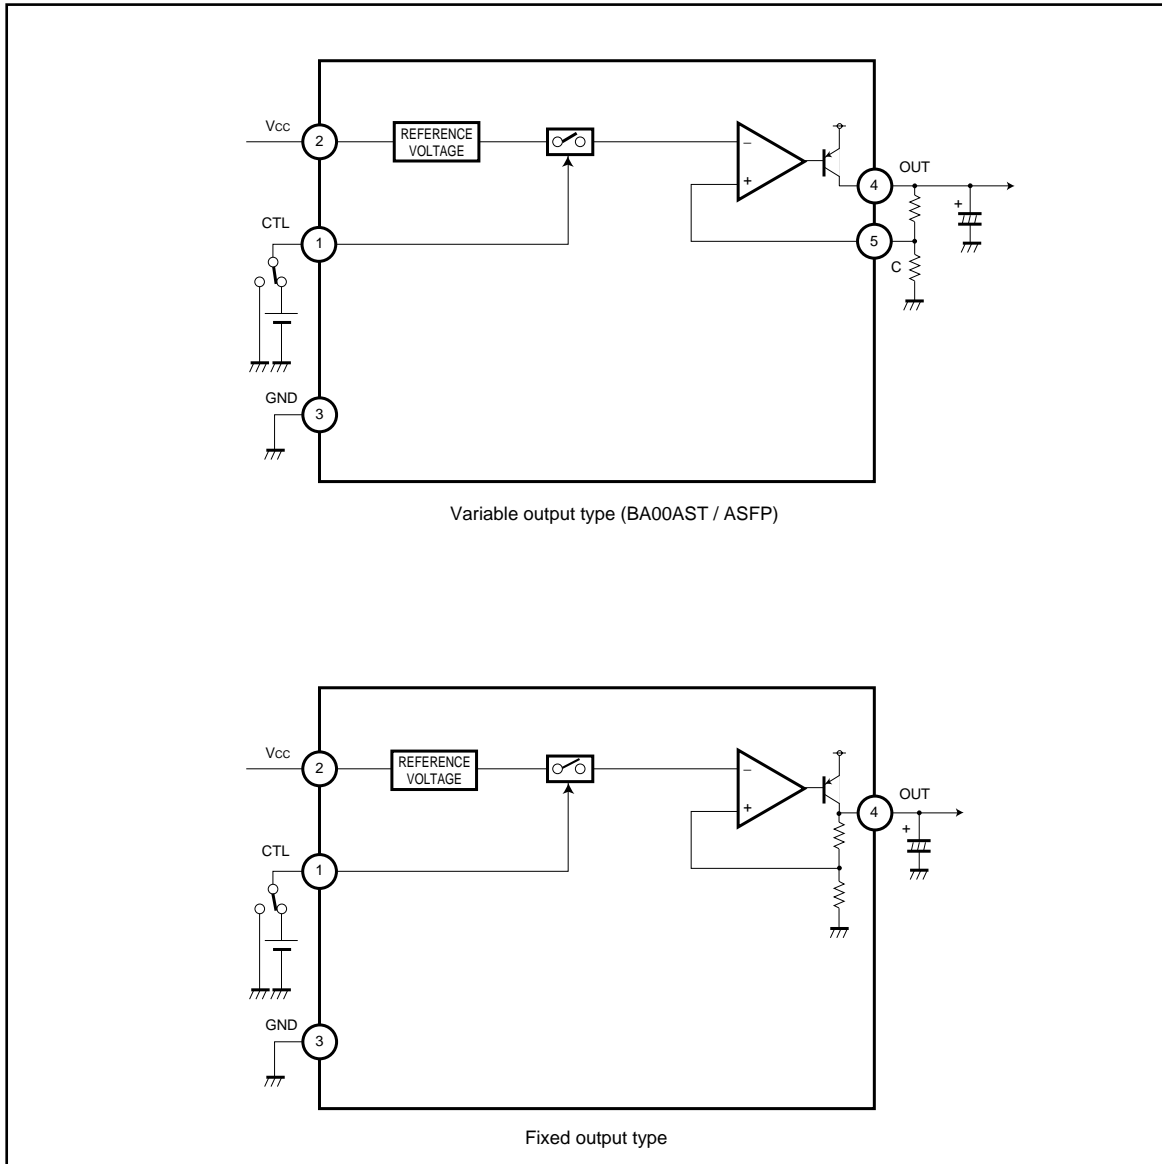 Vcc
2
REFERENCE
VOLTAGE
−
+
OUT
4
+
CTL
1
5
C
GND
3
Variable output type (BA00AST / ASFP)
Vcc
2
REFERENCE
VOLTAGE
−
+
OUT
4
+
CTL
1
GND
3
Fixed output type